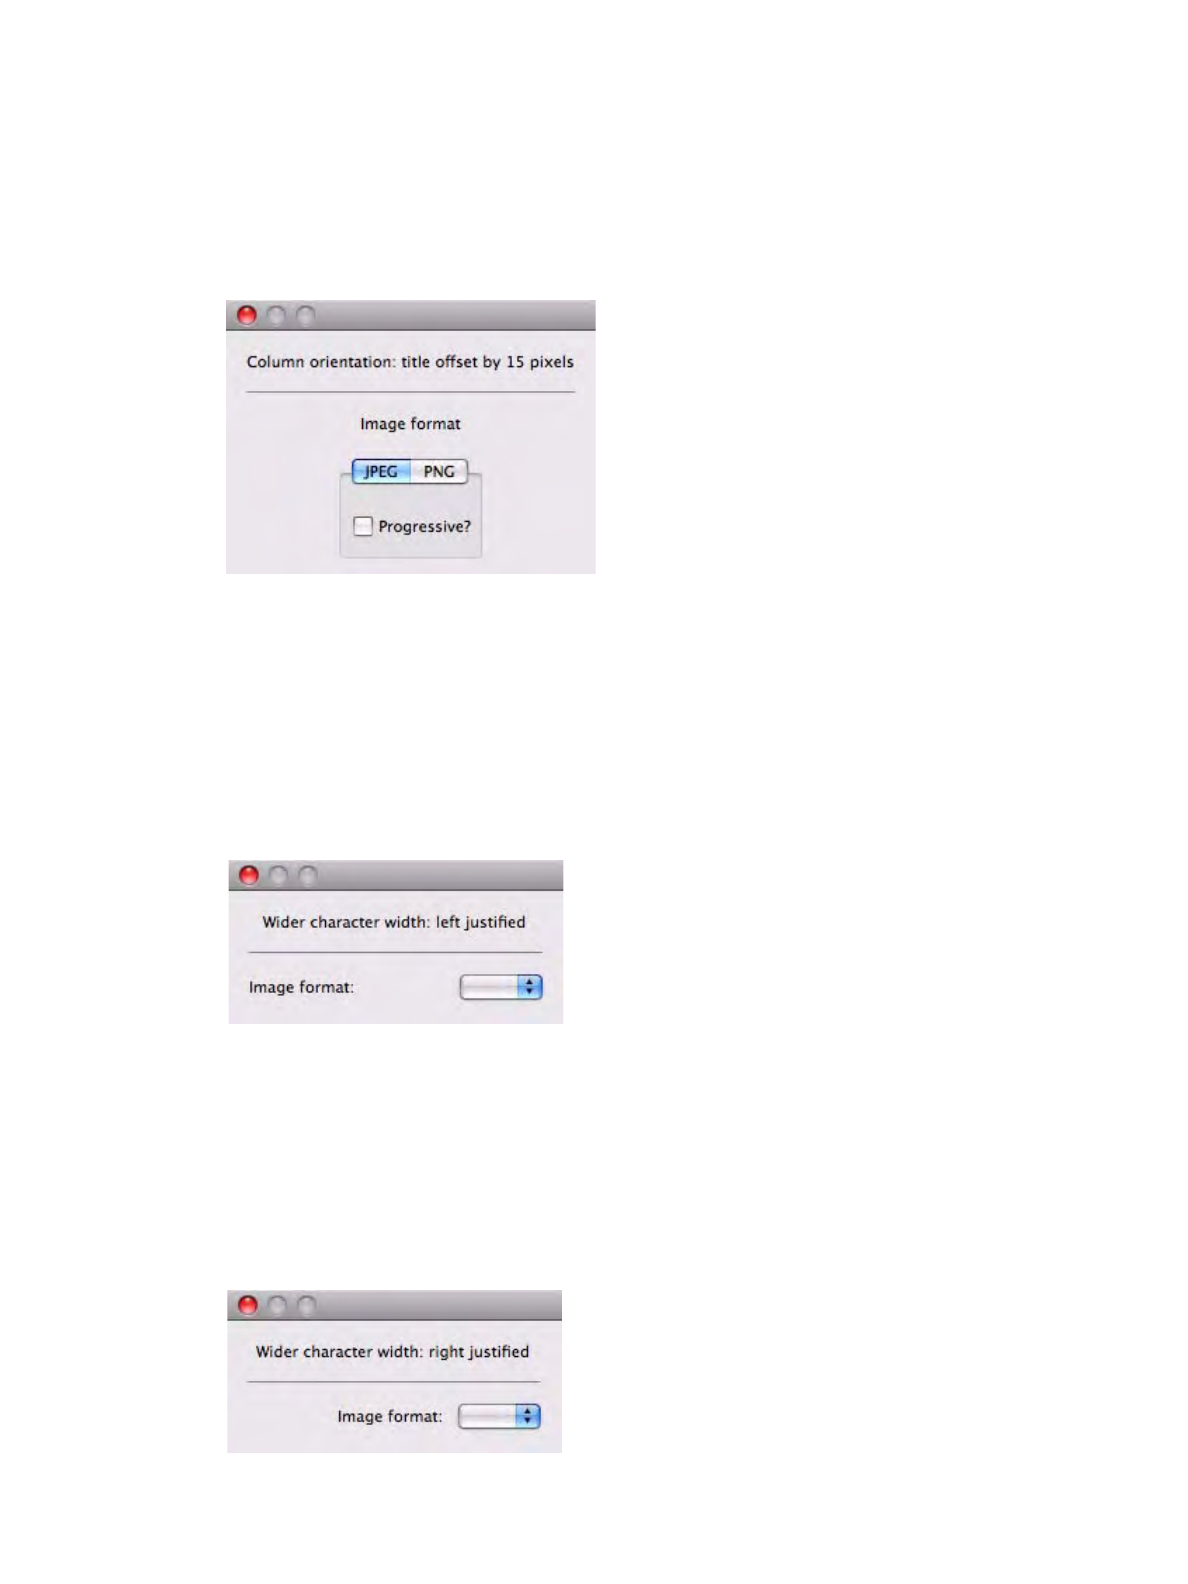 Column orientation: title offset by 15 pixels
Image format
JPEG PNG
Progressive?
Wider character width: left justified
Image format:
Wider character width: right justified
Image format: